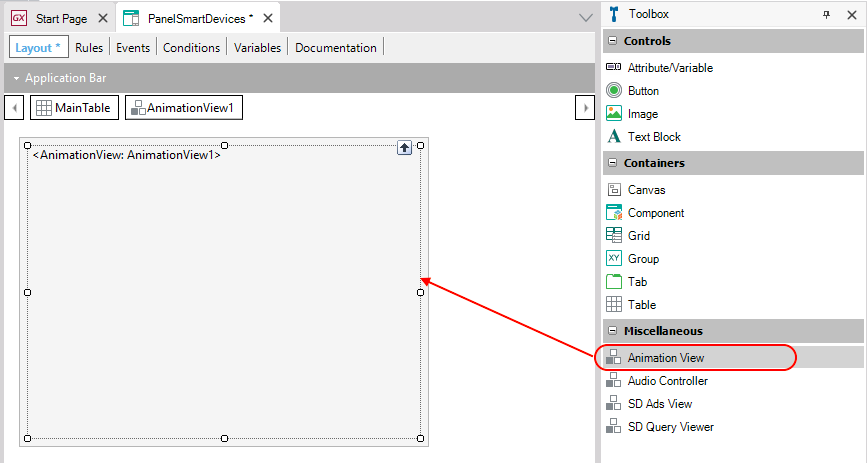 GX Start Page
PanelSmartDevices *
Layout * Rules Events Conditions Variables Documentation
Application Bar
MainTable AnimationView1
<AnimationView: AnimationView1>
Toolbox
Controls
Attribute/Variable
Button
Image
A Text Block
Containers
Canvas
Component
Grid
XY Group
Tab
Table
Miscellaneous
Animation View
Audio Controller
SD Ads View
SD Query Viewer